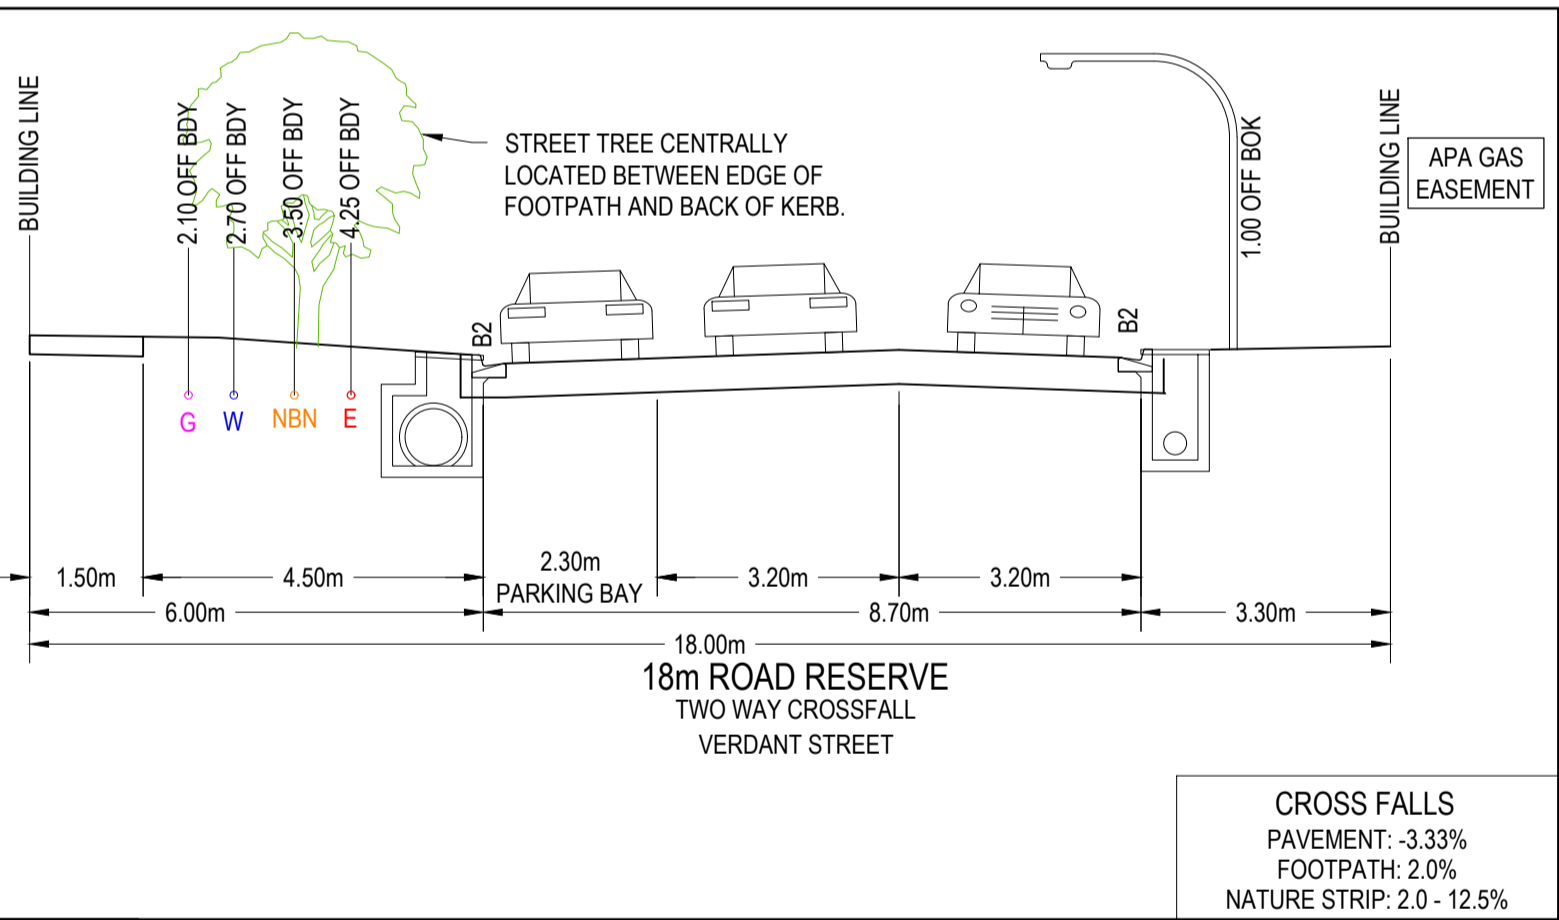 BUILDING LINE
2.10 OFF BDY
2.70 OFF BDY
3.50 OFF BDY
4.25 OFF BDY
STREET TREE CENTRALLY
LOCATED BETWEEN EDGE OF
FOOTPATH AND BACK OF KERB.
1.00 OFF BOK
BUILDING LINE
APA GAS
EASEMENT
B2
B2
G
W
NBN
E
1.50m
4.50m
2.30m
PARKING BAY
3.20m
3.20m
6.00m
8.70m
3.30m
18.00m
18m ROAD RESERVE
TWO WAY CROSSFALL
VERDANT STREET
CROSS FALLS
PAVEMENT: -3.33%
FOOTPATH: 2.0%
NATURE STRIP: 2.0 - 12.5%